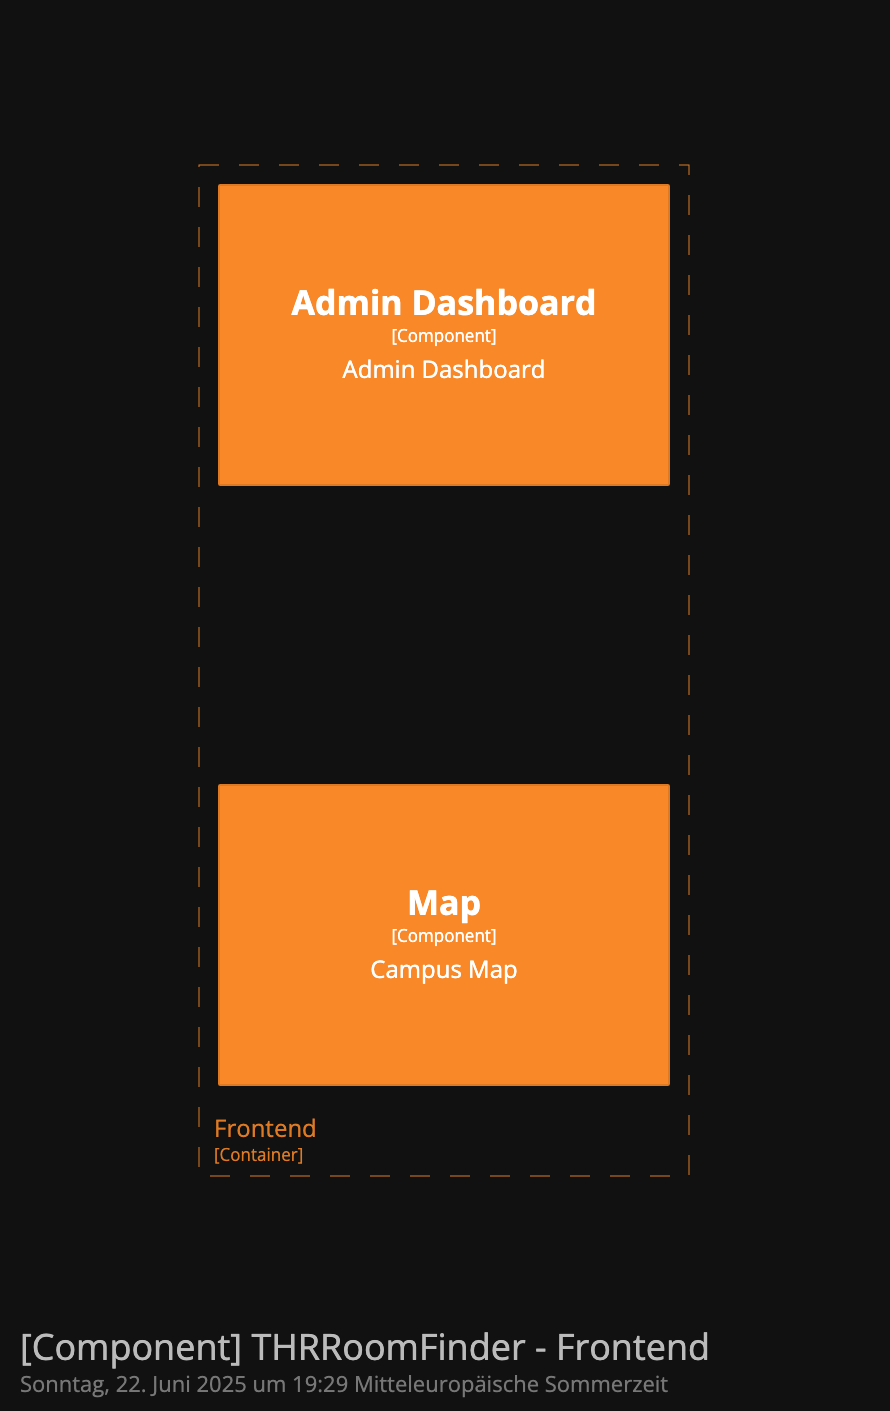 Admin Dashboard
[Component]
Admin Dashboard
Map
[Component]
Campus Map
Frontend
[Container]
[Component] THRRoomFinder - Frontend
Sonntag, 22. Juni 2025 um 19:29 Mitteleuropäische Sommerzeit